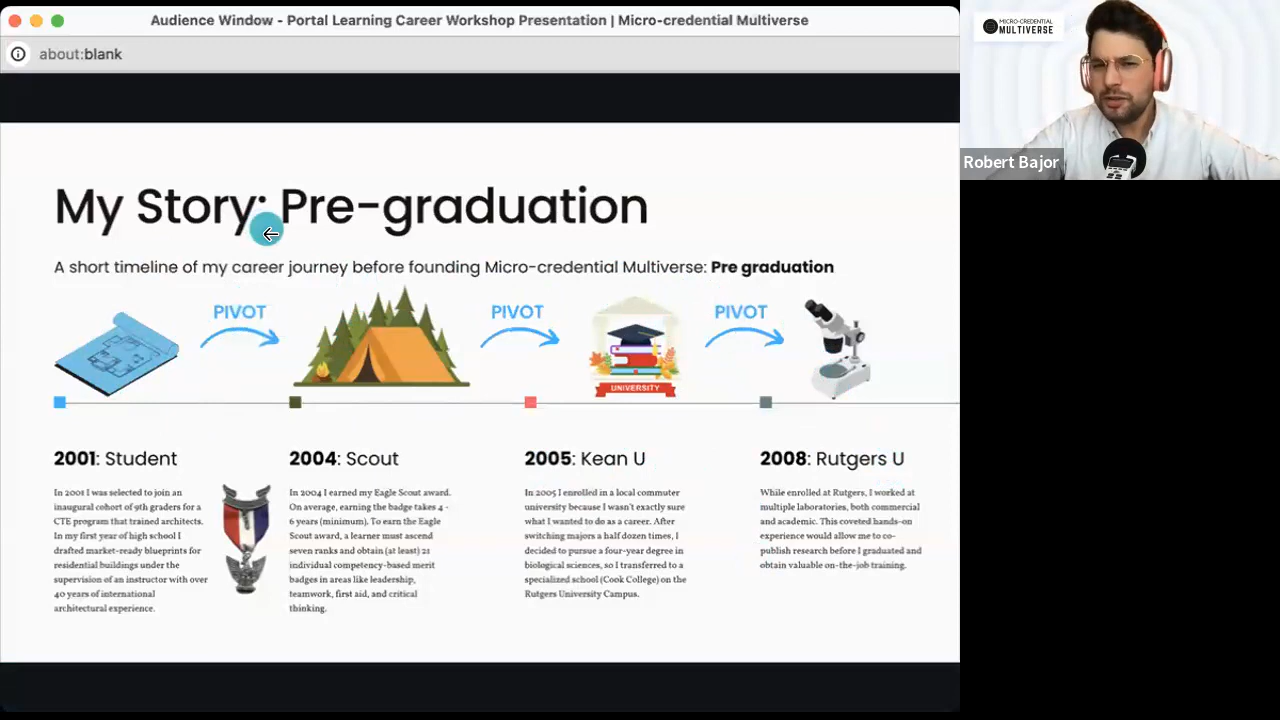 Audience Window - Portal Learning Career Workshop Presentation | Micro-credential Multiverse
about:blank
MICRO-CREDENTIAL
MULTIVERSE
Robert Bajor
My Story: Pre-graduation
A short timeline of my career journey before founding Micro-credential Multiverse: Pre graduation
PIVOT
PIVOT
PIVOT
UNIVERSITY
2001: Student
In 2001 I was selected to join an
inaugural cohort of 9th graders for a
CTE program that trained architects.
In my first year of high school I
drafted market-ready blueprints for
residential buildings under the
supervision of an instructor with over
40 years of international
architectural experience.
2004: Scout
In 2004 I earned my Eagle Scout award.
On average, earning the badge takes 4 -
6 years (minimum). To earn the Eagle
Scout award, a learner must ascend
seven ranks and obtain (at least) 21
individual competency-based merit
badges in areas like leadership,
teamwork, first aid, and critical
thinking.
2005: Kean U
In 2005 I enrolled in a local commuter
university because I wasn't exactly sure
what I wanted to do as a career. After
switching majors a half dozen times, I
decided to pursue a four-year degree in
biological sciences, so I transferred to a
specialized school (Cook College) on the
Rutgers University Campus.
2008: Rutgers U
While enrolled at Rutgers, I worked at
multiple laboratories, both commercial
and academic. This coveted hands-on
experience would allow me to co-
publish research before I graduated and
obtain valuable on-the-job training.